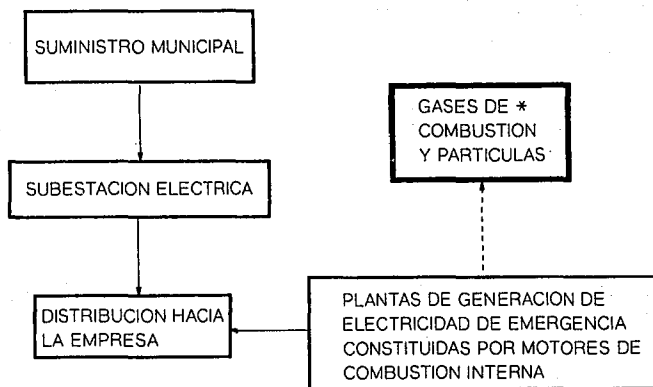 SUMINISTRO MUNICIPAL
GASES DE *
COMBUSTION
Y PARTICULAS
SUBESTACION ELECTRICA
DISTRIBUCION HACIA
LA EMPRESA
PLANTAS DE GENERACION DE
ELECTRICIDAD DE EMERGENCIA
CONSTITUIDAS POR MOTORES DE
COMBUSTION INTERNA